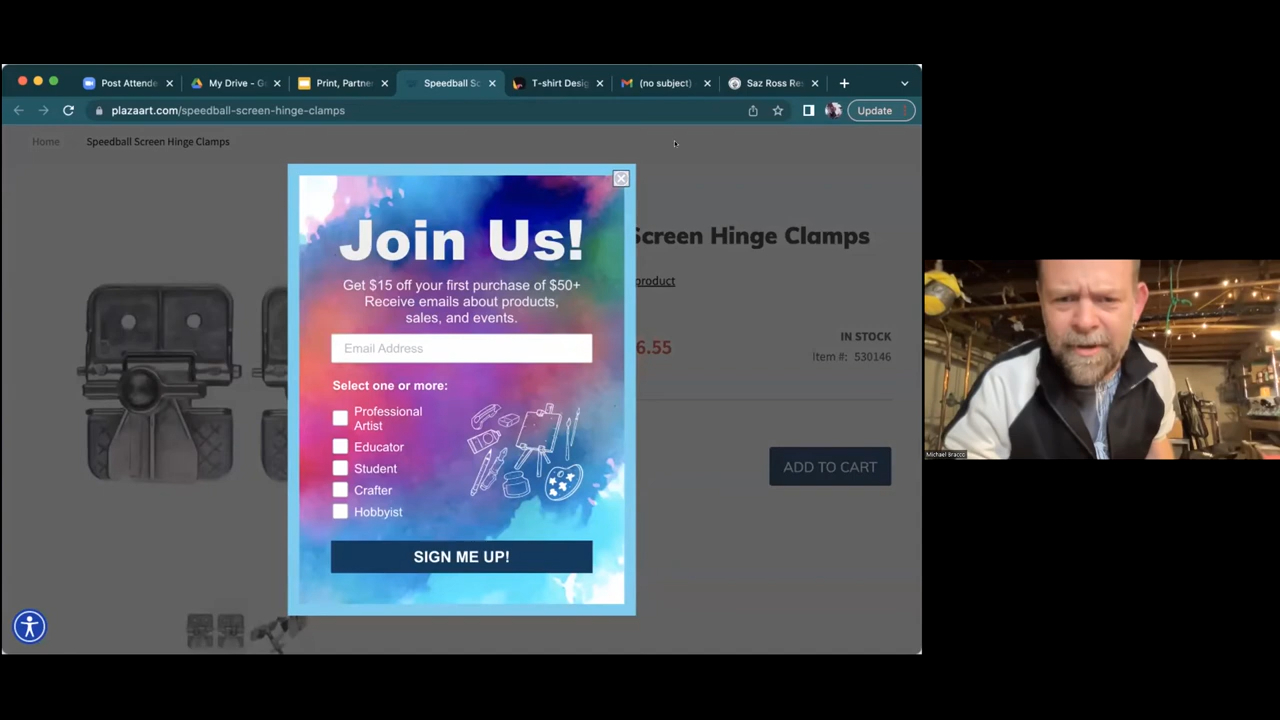 Post Attende
My Drive - G
Print, Partner
Speedball Sc
T-shirt Desig
(no subject)
Saz Ross Re
plazaart.com/speedball-screen-hinge-clamps
Update
Home
Speedball Screen Hinge Clamps
Screen Hinge Clamps
product
6.55
IN STOCK
Item #: 530146
ADD TO CART
Join Us!
Get $15 off your first purchase of $50+
Receive emails about products,
sales, and events.
Email Address
Select one or more:
Professional
Artist
Educator
Student
Crafter
Hobbyist
SIGN ME UP!
Michael Bracco